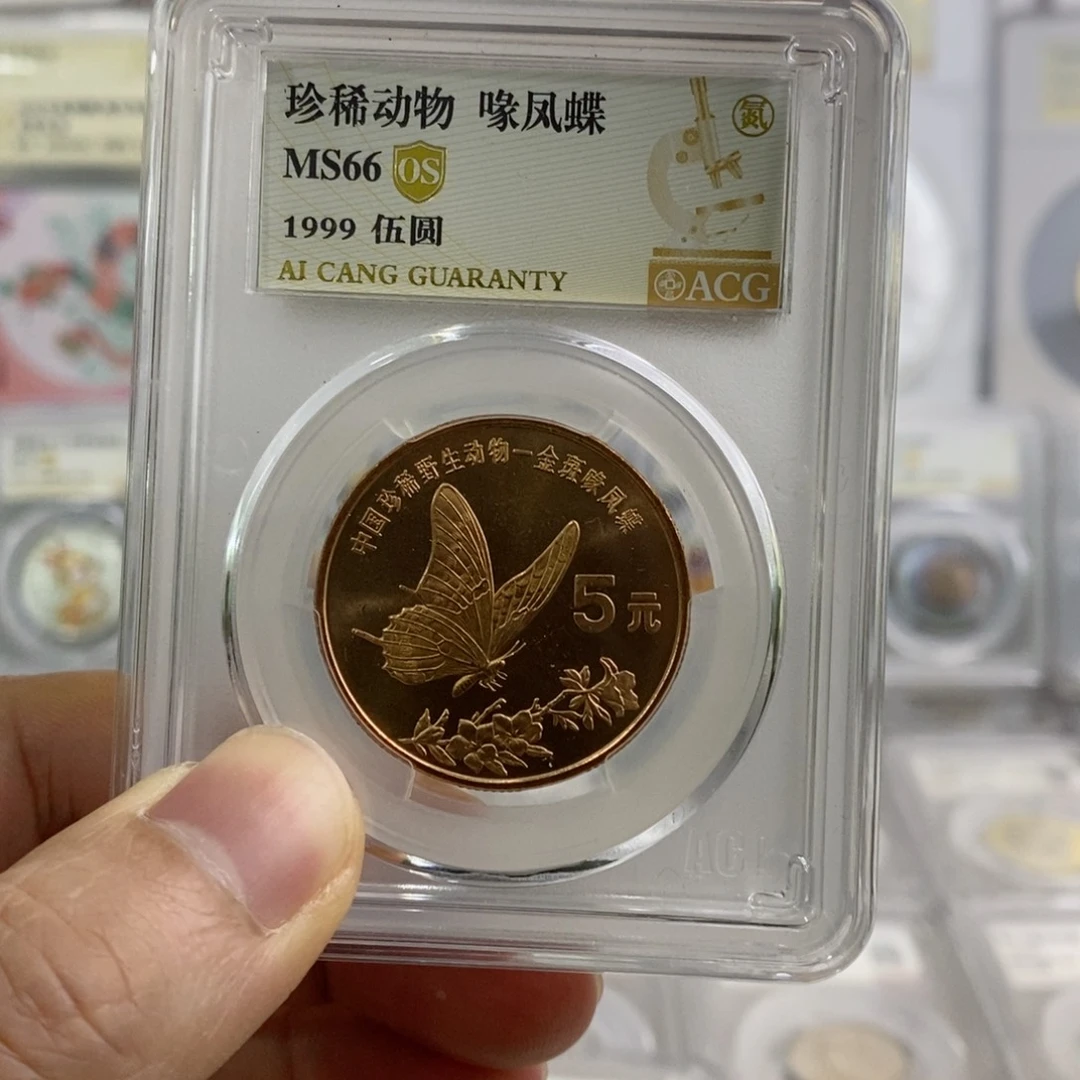 珍稀动物 喙凤蝶
氮
MS66 OS
1999 伍圆
AI CANG GUARANTY
ACG
中国珍稀野生动物—金斑喙凤蝶
5元